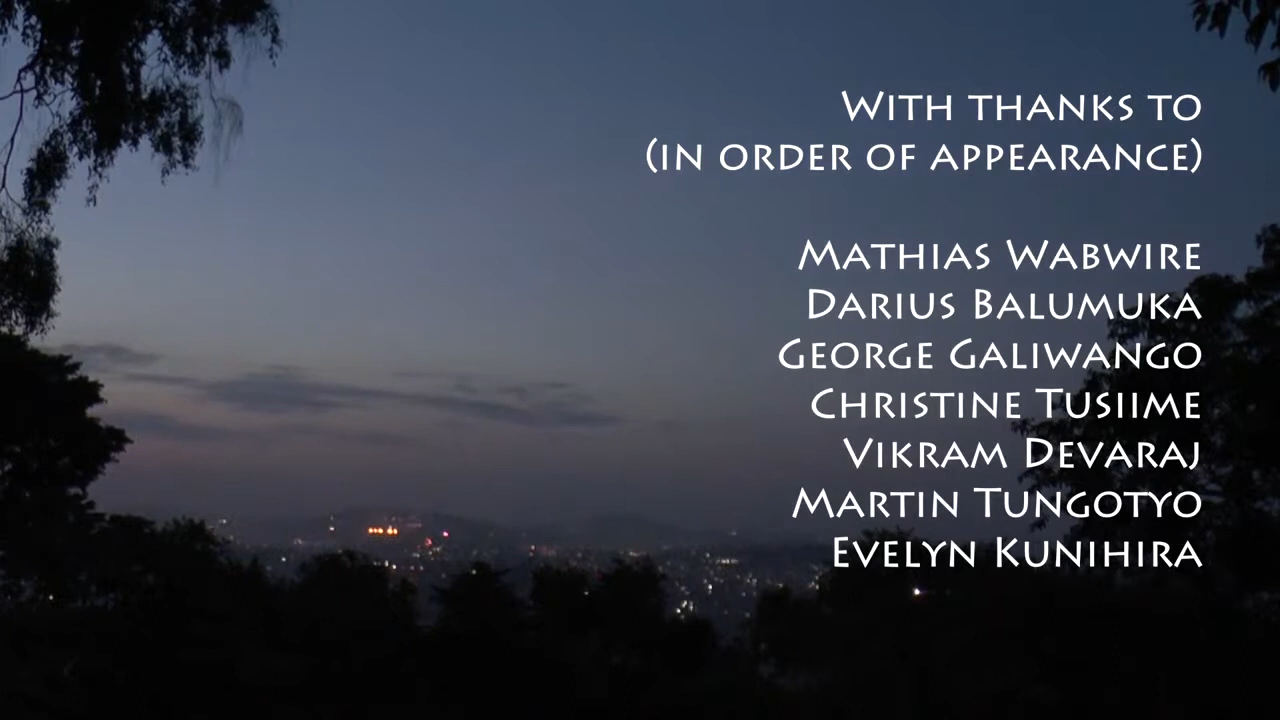 With thanks to
(in order of appearance)
Mathias Wabwire
Darius Balumuka
George Galiwango
Christine Tusiime
Vikram Devaraj
Martin Tungotyo
Evelyn Kunihira